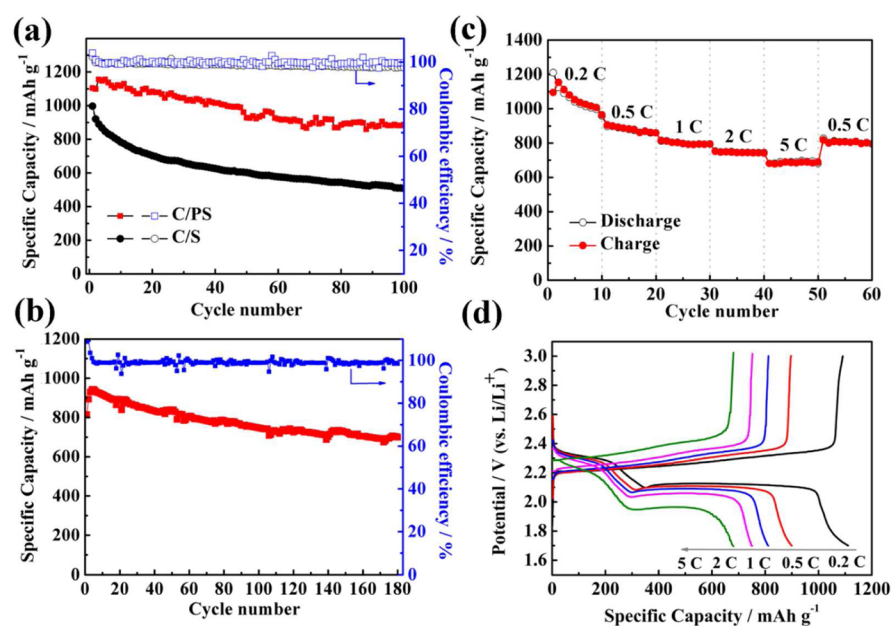 (a)
1200
1000
800
600
400
200
0
Specific Capacity / mAh g-1
100
80
60
40
20
Coulombic efficiency / %
C/PS
C/S
0 20 40 60 80 100
Cycle number
(b)
1200
1000
800
600
400
200
0
Specific Capacity / mAh g-1
100
80
60
40
20
0
Coulombic efficiency / %
0 20 40 60 80 100 120 140 160 180
Cycle number
(c)
1400
1200
1000
800
600
400
200
0
Specific Capacity / mAh g-1
0.2 C
0.5 C
1 C
2 C
5 C
0.5 C
Discharge
Charge
0 10 20 30 40 50 60
Cycle number
(d)
3.0
2.8
2.6
2.4
2.2
2.0
1.8
1.6
Potential / V (vs. Li/Li+)
5 C 2 C 1 C 0.5 C 0.2 C
0 200 400 600 800 1000 1200
Specific Capacity / mAh g-1